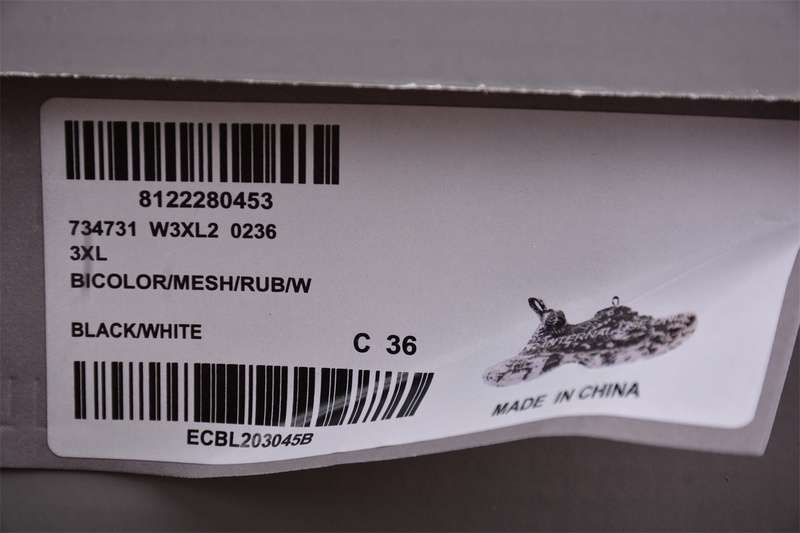 8122280453
734731 W3XL2 0236
3XL
BICOLOR/MESH/RUB/W
BLACK/WHITE
C 36
ECBL203045B
MADE IN CHINA